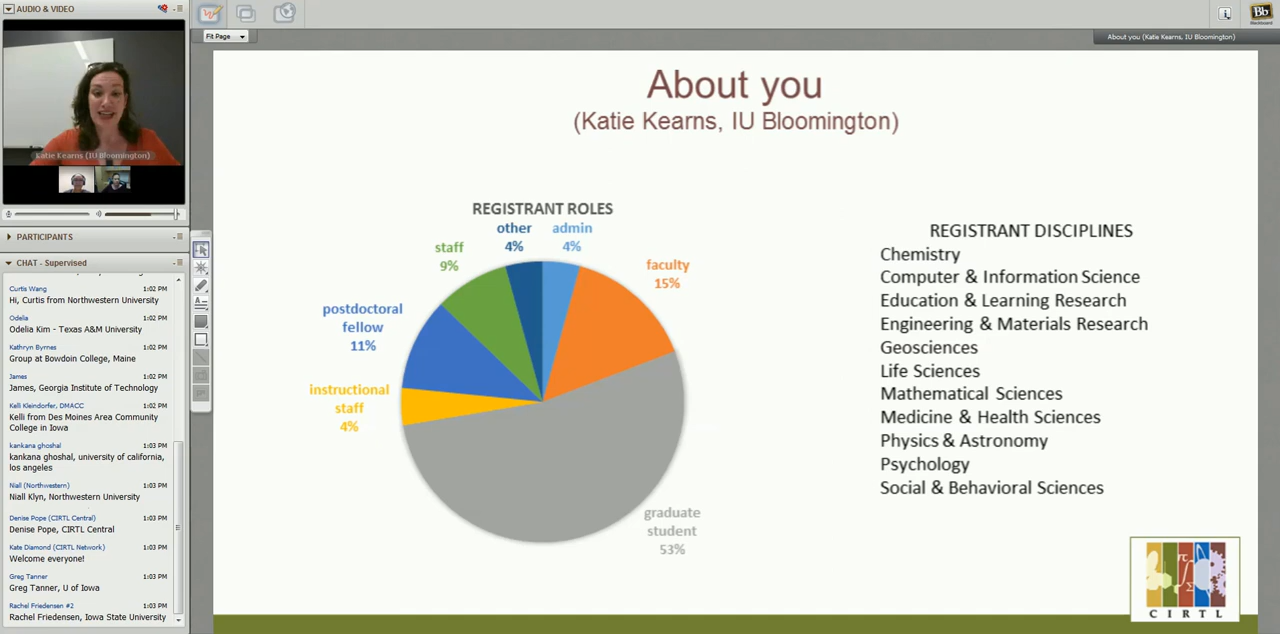 AUDIO & VIDEO
Katie Kearns (IU Bloomington)
PARTICIPANTS
CHAT - Supervised
Curtis Wang 1:02 PM
Hi, Curtis from Northwestern University
Odelia 1:02 PM
Odelia Kim - Texas A&M University
Kathryn Byrnes 1:02 PM
Group at Bowdoin College, Maine
James 1:02 PM
James, Georgia Institute of Technology
Kelli Kleindorfer, DMACC 1:02 PM
Kelli from Des Moines Area Community
College in Iowa
kankana ghoshal 1:03 PM
kankana ghoshal, university of california,
los angeles
Niall (Northwestern) 1:03 PM
Niall Klyn, Northwestern University
Denise Pope (CIRTL Central) 1:03 PM
Denise Pope, CIRTL Central
Kate Diamond (CIRTL Network) 1:03 PM
Welcome everyone!
Greg Tanner 1:03 PM
Greg Tanner, U of Iowa
Rachel Friedensen #2 1:03 PM
Rachel Friedensen, Iowa State University
Fit Page
Bb
Blackboard
About you (Katie Kearns, IU Bloomington)
About you
(Katie Kearns, IU Bloomington)
REGISTRANT ROLES
other
4%
admin
4%
staff
9%
faculty
15%
postdoctoral
fellow
11%
instructional
staff
4%
graduate
student
53%
REGISTRANT DISCIPLINES
Chemistry
Computer & Information Science
Education & Learning Research
Engineering & Materials Research
Geosciences
Life Sciences
Mathematical Sciences
Medicine & Health Sciences
Physics & Astronomy
Psychology
Social & Behavioral Sciences
CIRTL